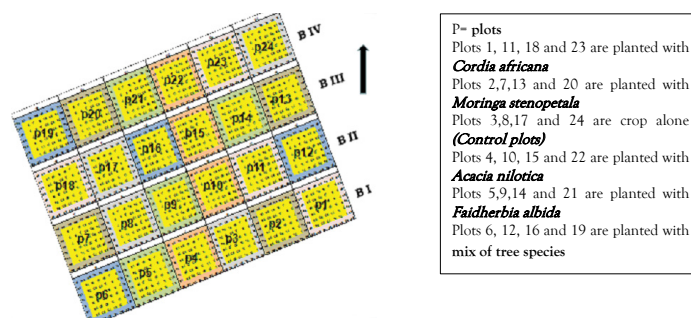 B IV
p19 p20 p21 p22 p23 p24
B III
p18 p17 p16 p15 p14 p13
B II
p7 p8 p9 p10 p11 p12
B I
p6 p5 p4 p3 p2 p1
P= plots
Plots 1, 11, 18 and 23 are planted with
Cordia africana
Plots 2,7,13 and 20 are planted with
Moringa stenopetala
Plots 3,8,17 and 24 are crop alone
(Control plots)
Plots 4, 10, 15 and 22 are planted with
Acacia nilotica
Plots 5,9,14 and 21 are planted with
Faidherbia albida
Plots 6, 12, 16 and 19 are planted with
mix of tree species